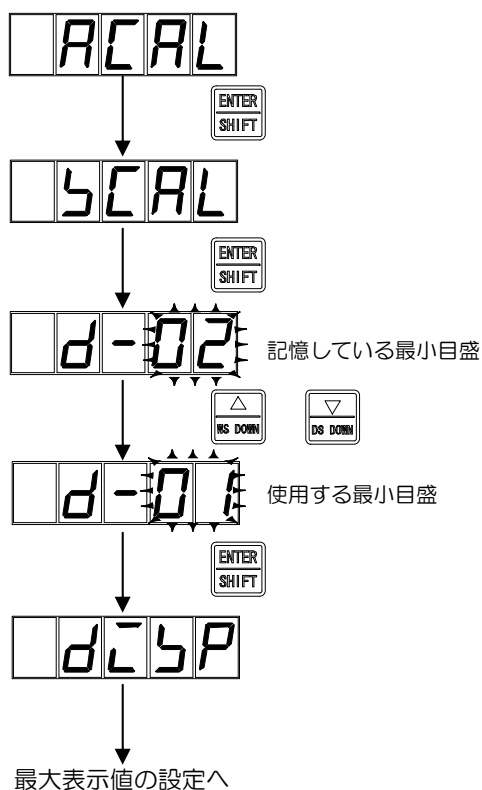 ACAL
ENTER
SHIFT
bCAL
ENTER
SHIFT
d-02 記憶している最小目盛
△ ▽
WS DOWN DS DOWN
d-01 使用する最小目盛
ENTER
SHIFT
diSP
最大表示値の設定へ